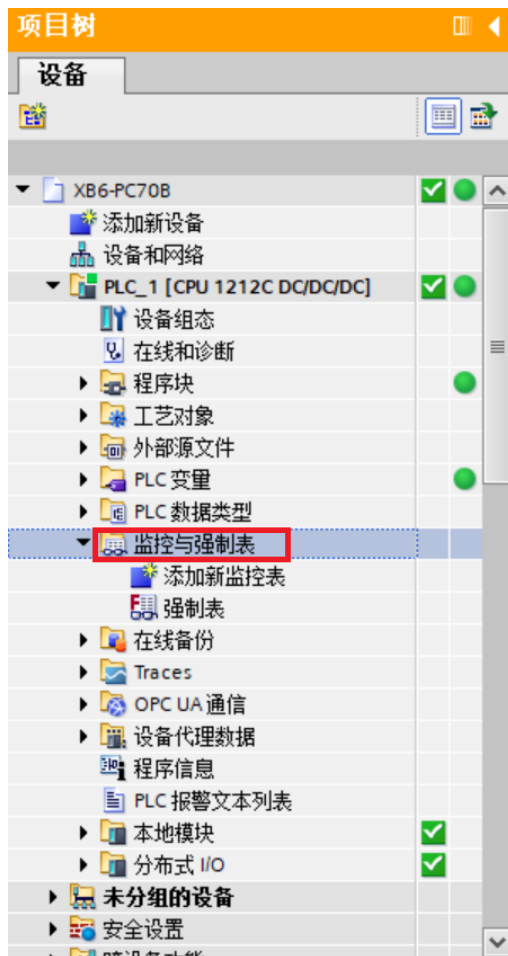 项目树
设备
XB6-PC70B
添加新设备
设备和网络
PLC_1 [CPU 1212C DC/DC/DC]
设备组态
在线和诊断
程序块
工艺对象
外部源文件
PLC 变量
PLC 数据类型
监控与强制表
添加新监控表
强制表
在线备份
Traces
OPC UA 通信
设备代理数据
程序信息
PLC 报警文本列表
本地模块
分布式 I/O
未分组的设备
安全设置